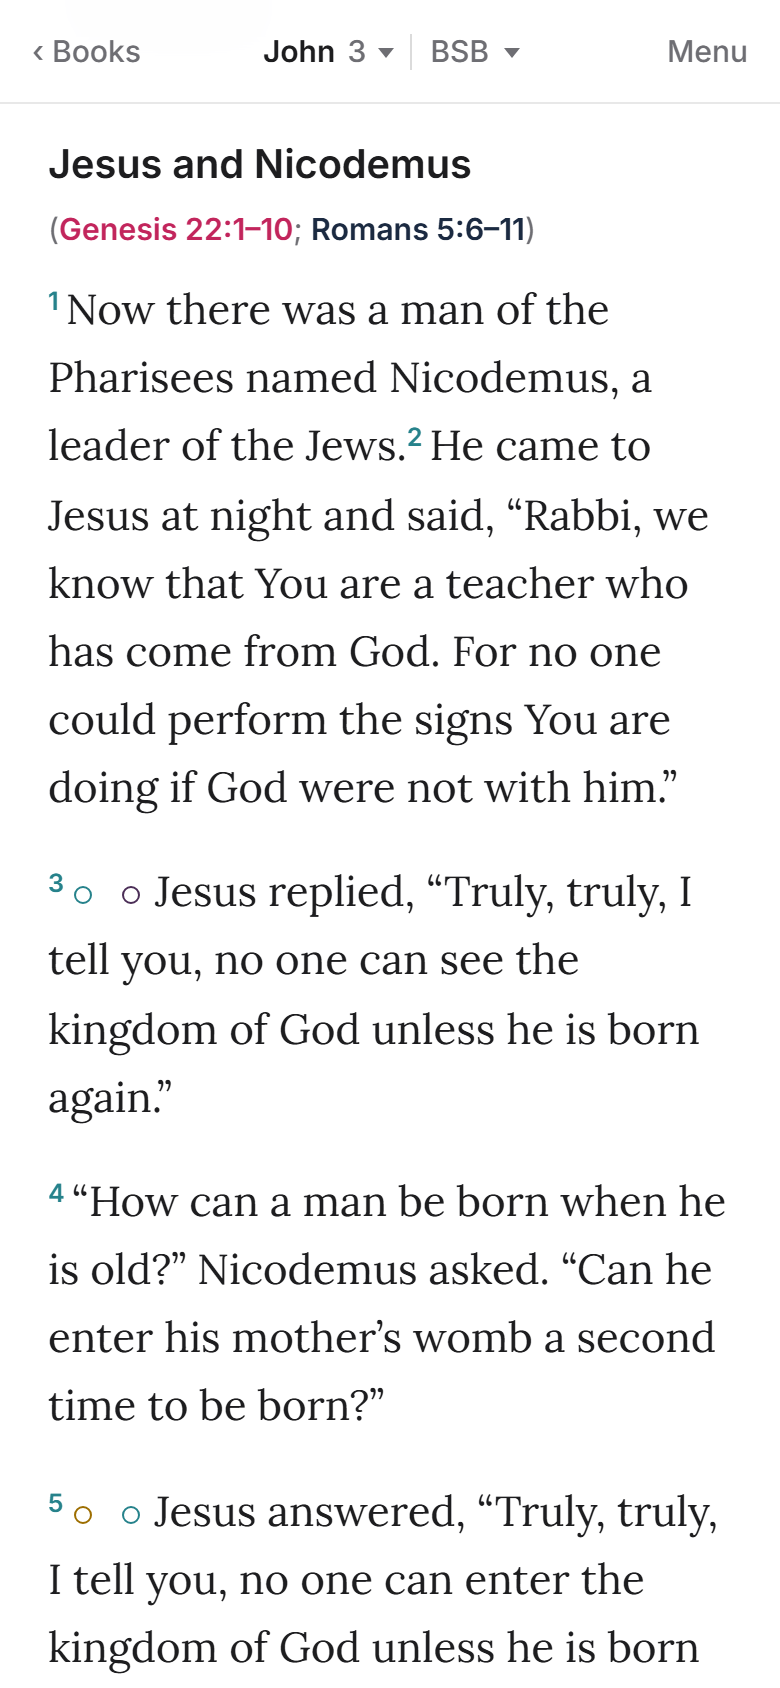 ‹ Books John 3 BSB Menu
Jesus and Nicodemus
(Genesis 22:1–10; Romans 5:6–11)
1 Now there was a man of the
Pharisees named Nicodemus, a
leader of the Jews.2 He came to
Jesus at night and said, “Rabbi, we
know that You are a teacher who
has come from God. For no one
could perform the signs You are
doing if God were not with him.”
3 Jesus replied, “Truly, truly, I
tell you, no one can see the
kingdom of God unless he is born
again.”
4 “How can a man be born when he
is old?” Nicodemus asked. “Can he
enter his mother’s womb a second
time to be born?”
5 Jesus answered, “Truly, truly,
I tell you, no one can enter the
kingdom of God unless he is born